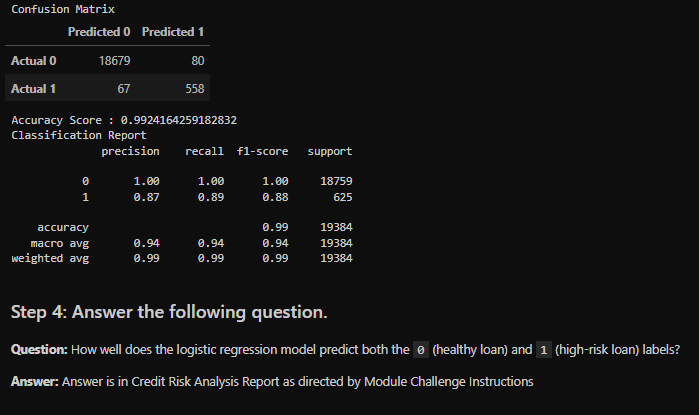 Confusion Matrix
Predicted 0 Predicted 1
Actual 0 18679 80
Actual 1 67 558
Accuracy Score : 0.9924164259182832
Classification Report
precision recall f1-score support
0 1.00 1.00 1.00 18759
1 0.87 0.89 0.88 625
accuracy 0.99 19384
macro avg 0.94 0.94 0.94 19384
weighted avg 0.99 0.99 0.99 19384
Step 4: Answer the following question.
Question: How well does the logistic regression model predict both the 0 (healthy loan) and 1 (high-risk loan) labels?
Answer: Answer is in Credit Risk Analysis Report as directed by Module Challenge Instructions